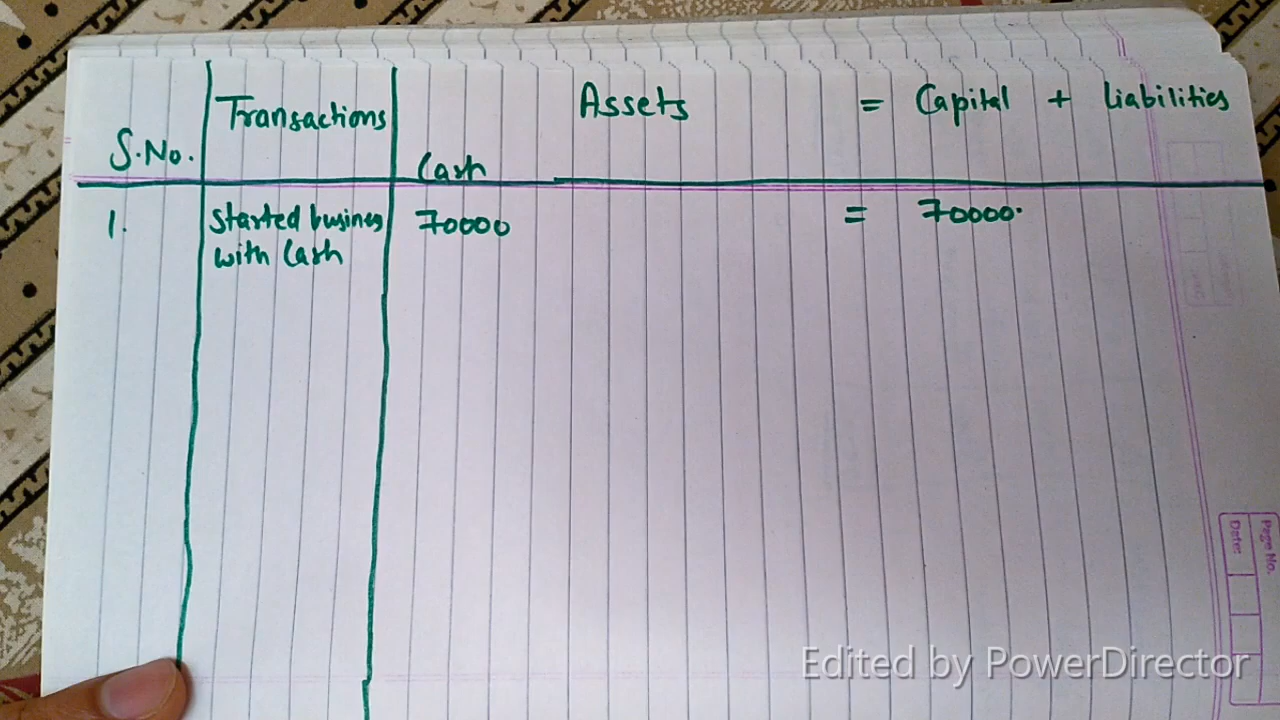 Transactions Assets = Capital + Liabilities
S.No. Cash
1. Started busines 70000 = 70000.
with Cash
Page No.
Date:
Edited by PowerDirector